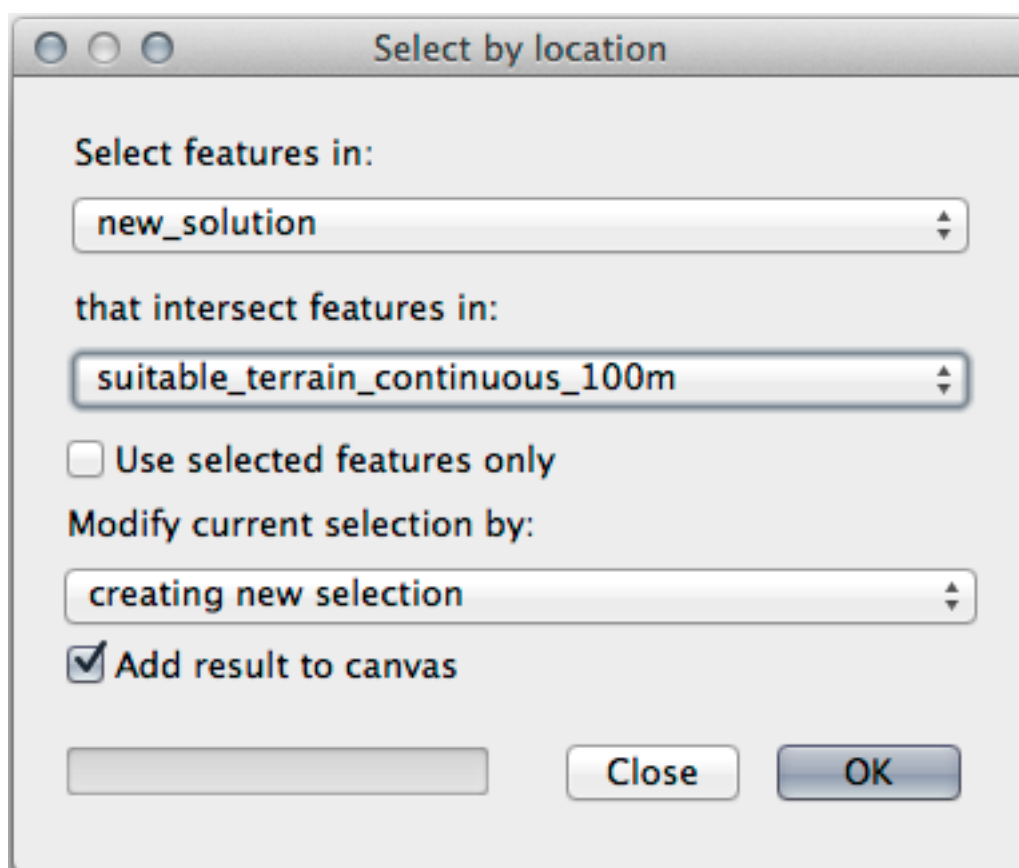 Select by location
Select features in:
new_solution
that intersect features in:
suitable_terrain_continuous_100m
Use selected features only
Modify current selection by:
creating new selection
Add result to canvas
Close OK